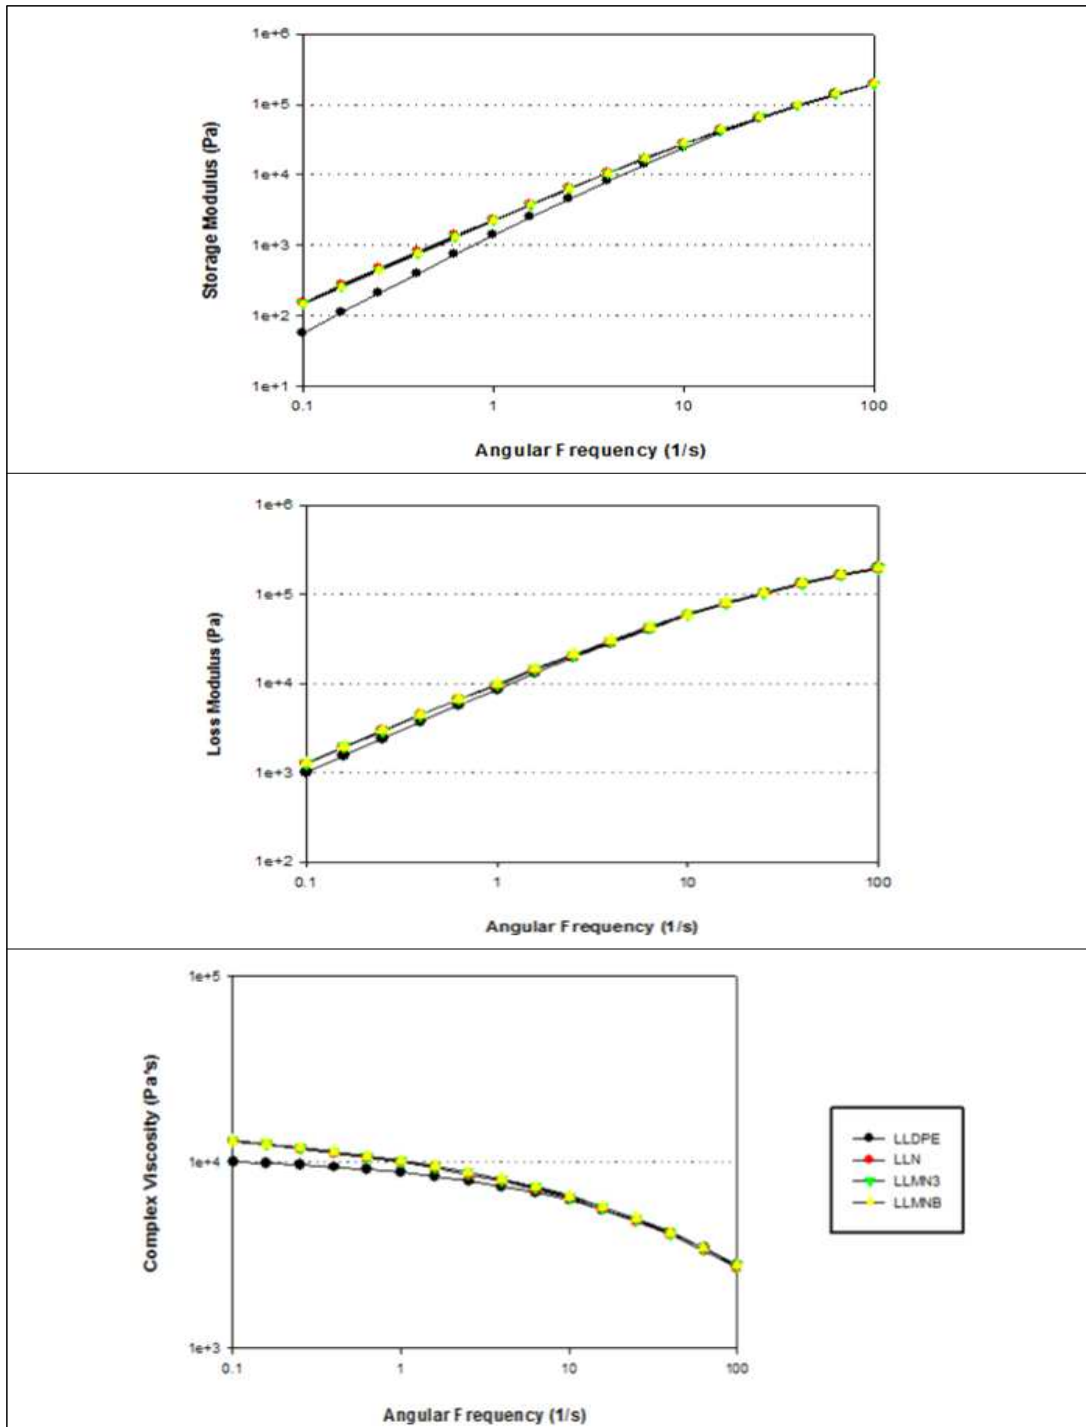 1e+6
1e+5
1e+4
1e+3
1e+2
1e+1
Storage Modulus (Pa)
0.1 1 10 100
Angular Frequency (1/s)
1e+6
1e+5
1e+4
1e+3
1e+2
Loss Modulus (Pa)
0.1 1 10 100
Angular Frequency (1/s)
1e+5
1e+4
1e+3
Complex Viscosity (Pa*s)
0.1 1 10 100
Angular Frequency (1/s)
LLDPE
LLN
LLMN3
LLMNB